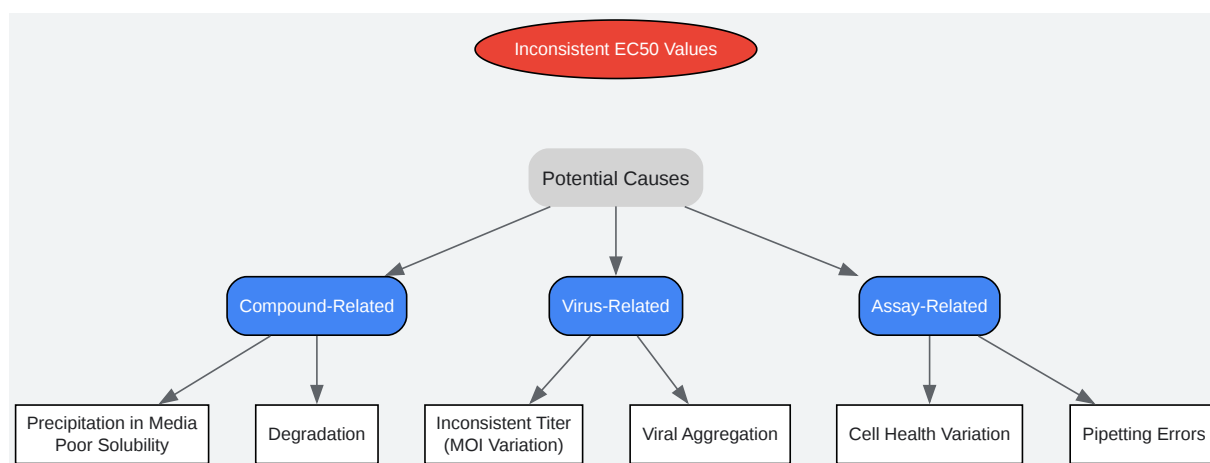 Inconsistent EC50 Values
Potential Causes
Compound-Related
Virus-Related
Assay-Related
Precipitation in Media
Poor Solubility
Degradation
Inconsistent Titer
(MOI Variation)
Viral Aggregation
Cell Health Variation
Pipetting Errors